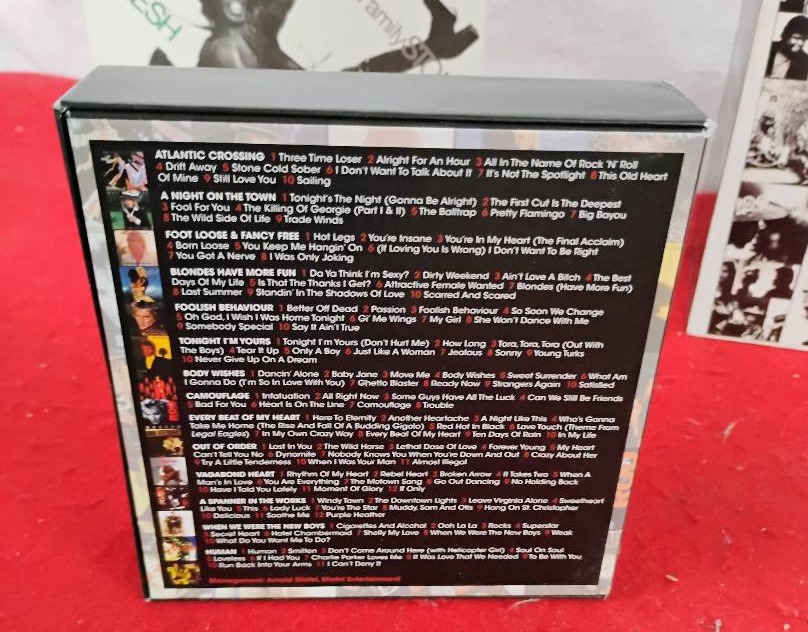 ESH
Family STO
ATLANTIC CROSSING 1 Three Time Loser 2 Alright For An Hour 3 All In The Name Of Rock 'N' Roll
4 Drift Away 5 Stone Cold Sober 6 I Don't Want To Talk About It 7 It's Not The Spotlight 8 This Old Heart
Of Mine 9 Still Love You 10 Sailing
A NIGHT ON THE TOWN 1 Tonight's The Night (Gonna Be Alright) 2 The First Cut Is The Deepest
3 Fool For You 4 The Killing Of Georgie (Part I & II) 5 The Balltrap 6 Pretty Flamingo 7 Big Bayou
8 The Wild Side Of Life 9 Trade Winds
FOOT LOOSE & FANCY FREE 1 Hot Legs 2 You're Insane 3 You're In My Heart (The Final Acclaim)
4 Born Loose 5 You Keep Me Hangin' On 6 (If Loving You Is Wrong) I Don't Want To Be Right
7 You Got A Nerve 8 I Was Only Joking
BLONDES HAVE MORE FUN 1 Da Ya Think I'm Sexy? 2 Dirty Weekend 3 Ain't Love A Bitch 4 The Best
Days Of My Life 5 Is That The Thanks I Get? 6 Attractive Female Wanted 7 Blondes (Have More Fun)
8 Last Summer 9 Standin' In The Shadows Of Love 10 Scarred And Scared
FOOLISH BEHAVIOUR 1 Better Off Dead 2 Passion 3 Foolish Behaviour 4 So Soon We Change
5 Oh God, I Wish I Was Home Tonight 6 Gi' Me Wings 7 My Girl 8 She Won't Dance With Me
9 Somebody Special 10 Say It Ain't True
TONIGHT I'M YOURS 1 Tonight I'm Yours (Don't Hurt Me) 2 How Long 3 Tora, Tora, Tora (Out With
The Boys) 4 Tear It Up 5 Only A Boy 6 Just Like A Woman 7 Jealous 8 Sonny 9 Young Turks
10 Never Give Up On A Dream
BODY WISHES 1 Dancin' Alone 2 Baby Jane 3 Move Me 4 Body Wishes 5 Sweet Surrender 6 What Am
I Gonna Do (I'm So In Love With You) 7 Ghetto Blaster 8 Ready Now 9 Strangers Again 10 Satisfied
CAMOUFLAGE 1 Infatuation 2 All Right Now 3 Some Guys Have All The Luck 4 Can We Still Be Friends
5 Bad For You 6 Heart Is On The Line 7 Camouflage 8 Trouble
EVERY BEAT OF MY HEART 1 Here To Eternity 2 Another Heartache 3 A Night Like This 4 Who's Gonna
Take Me Home (The Rise And Fall Of A Budding Gigolo) 5 Red Hot In Black 6 Love Touch (Theme From
Legal Eagles) 7 In My Own Crazy Way 8 Every Beat Of My Heart 9 Ten Days Of Rain 10 In My Life
OUT OF ORDER 1 Lost In You 2 The Wild Horse 3 Lethal Dose Of Love 4 Forever Young 5 My Heart
Can't Tell You No 6 Dynamite 7 Nobody Knows You When You're Down And Out 8 Crazy About Her
9 Try A Little Tenderness 10 When I Was Your Man 11 Almost Illegal
VAGABOND HEART 1 Rhythm Of My Heart 2 Rebel Heart 3 Broken Arrow 4 It Takes Two 5 When A
Man's In Love 6 You Are Everything 7 The Motown Song 8 Go Out Dancing 9 No Holding Back
10 Have I Told You Lately 11 Moment Of Glory 12 If Only
A SPANNER IN THE WORKS 1 Windy Town 2 The Downtown Lights 3 Leave Virginia Alone 4 Sweetheart
Like You 5 This 6 Lady Luck 7 You're The Star 8 Muddy, Sam And Otis 9 Hang On St. Christopher
10 Delicious 11 Soothe Me 12 Purple Heather
WHEN WE WERE THE NEW BOYS 1 Cigarettes And Alcohol 2 Ooh La La 3 Rocks 4 Superstar
5 Secret Heart 6 Hotel Chambermaid 7 Shelly My Love 8 When We Were The New Boys 9 Weak
10 What Do You Want Me To Do?
HUMAN 1 Human 2 Smitten 3 Don't Come Around Here (with Helicopter Girl) 4 Soul On Soul
5 Loveless 6 If I Had You 7 Charlie Parker Loves Me 8 It Was Love That We Needed 9 To Be With You
10 Run Back Into Your Arms 11 I Can't Deny It
Management: Arnold Stiefel, Stiefel Entertainment